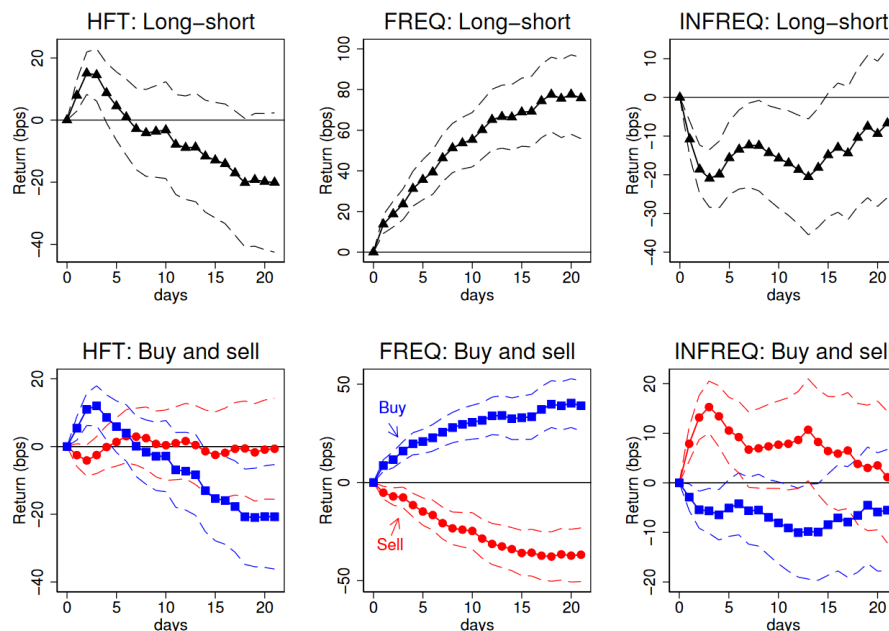 HFT: Long−short
FREQ: Long−short
INFREQ: Long−short
Return (bps)
20
0
−20
−40
0
5
10
15
20
days
Return (bps)
100
80
60
40
20
0
0
5
10
15
20
days
Return (bps)
10
0
−10
−20
−30
−40
0
5
10
15
20
days
HFT: Buy and sell
FREQ: Buy and sell
INFREQ: Buy and sell
Return (bps)
20
0
−20
−40
0
5
10
15
20
days
Return (bps)
50
0
−50
Buy
Sell
0
5
10
15
20
days
Return (bps)
20
10
0
−10
−20
0
5
10
15
20
days